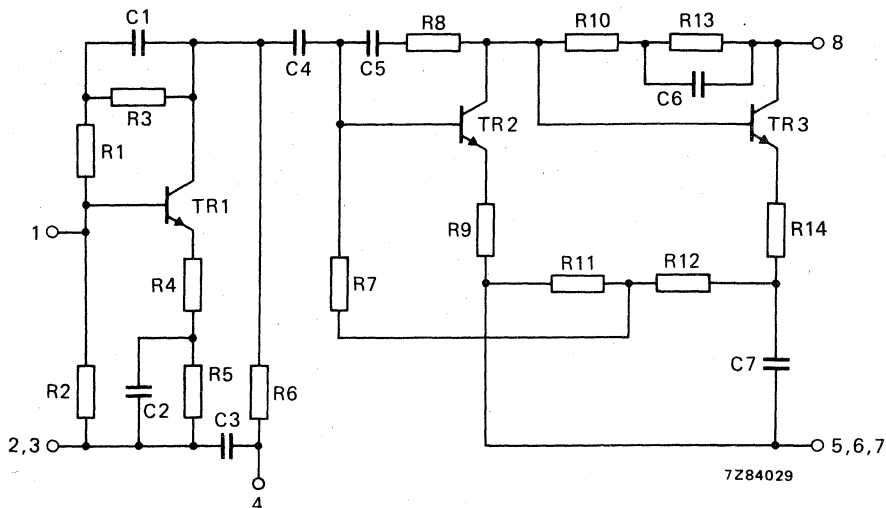 C1
R8
R10
R13
8
C4
C5
C6
R3
TR2
TR3
R1
TR1
1
R9
R14
R4
R7
R11
R12
R2
C2
R5
R6
C7
C3
2,3
5,6,7
4
7Z84029